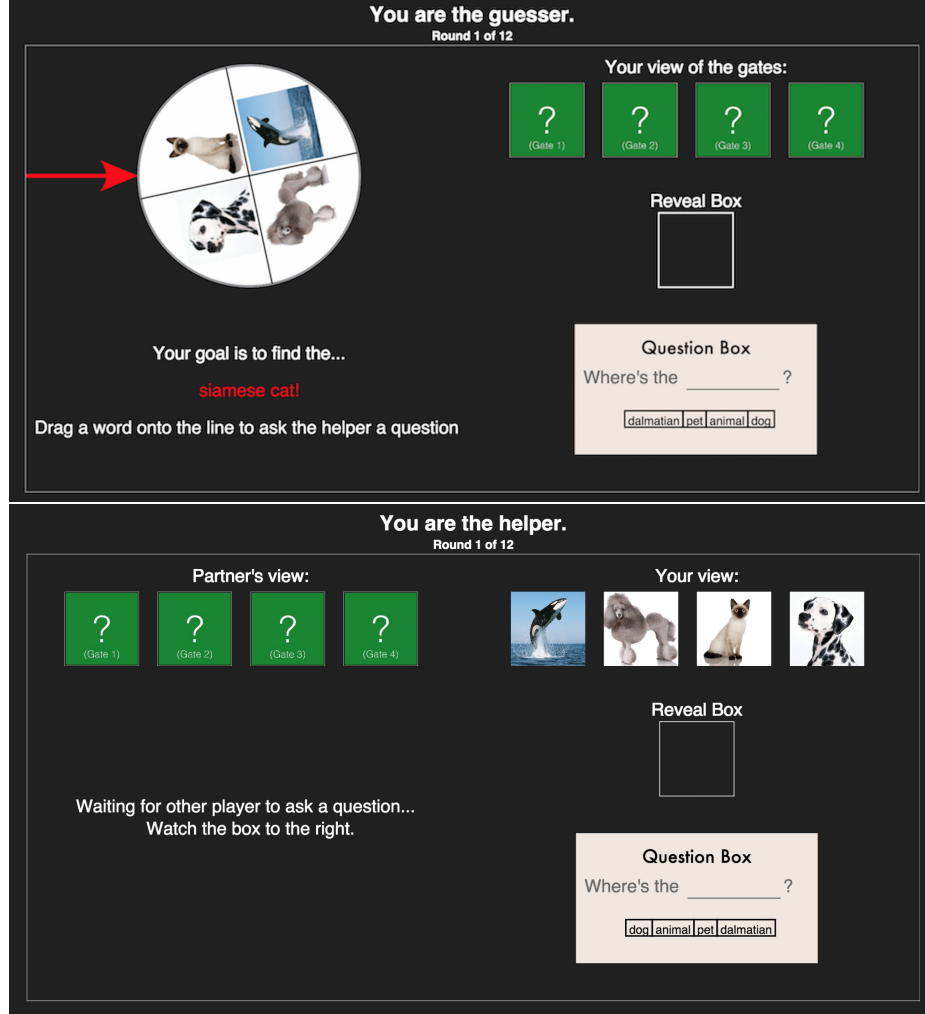 You are the guesser.
Round 1 of 12
Your view of the gates:
?
(Gate 1)
?
(Gate 2)
?
(Gate 3)
?
(Gate 4)
Reveal Box
Your goal is to find the...
siamese cat!
Drag a word onto the line to ask the helper a question
Question Box
Where's the __________ ?
dalmatian pet animal dog
You are the helper.
Round 1 of 12
Partner's view:
?
(Gate 1)
?
(Gate 2)
?
(Gate 3)
?
(Gate 4)
Your view:
Reveal Box
Waiting for other player to ask a question...
Watch the box to the right.
Question Box
Where's the __________ ?
dog animal pet dalmatian